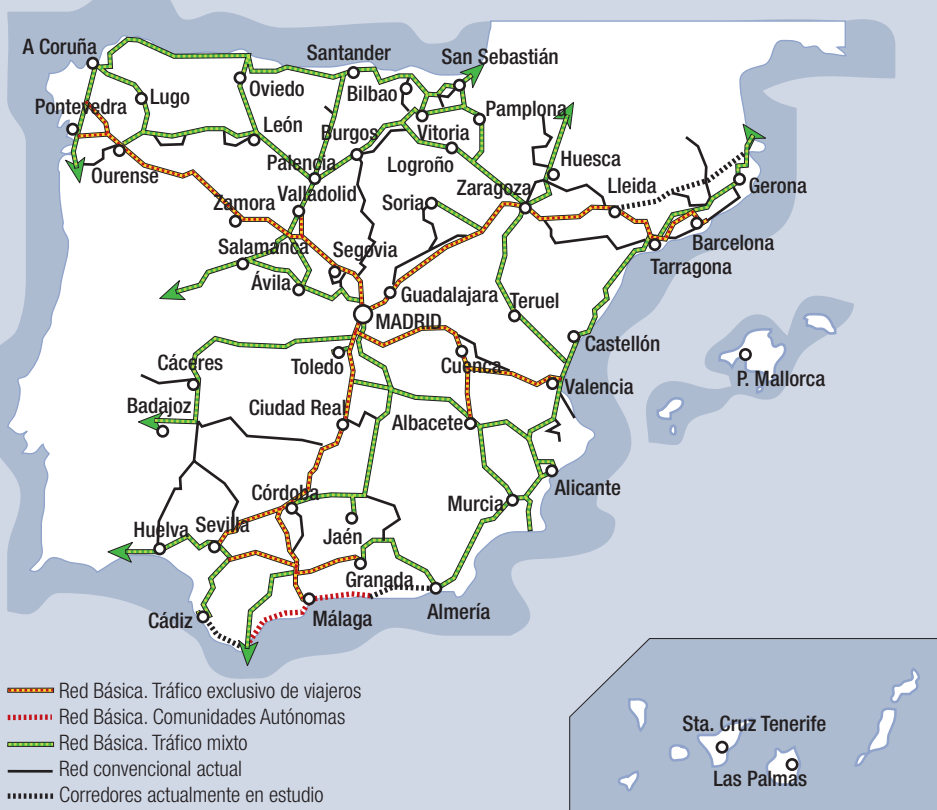 A Coruña
Santander
San Sebastián
Oviedo
Bilbao
Lugo
Pontevedra
Pamplona
León
Burgos
Vitoria
Ourense
Palencia
Logroño
Huesca
Valladolid
Zaragoza
Lleida
Gerona
Zamora
Soria
Barcelona
Salamanca
Segovia
Tarragona
Ávila
Guadalajara
Teruel
MADRID
Castellón
Cáceres
Toledo
Cuenca
P. Mallorca
Valencia
Badajoz
Ciudad Real
Albacete
Alicante
Córdoba
Murcia
Huelva
Sevilla
Jaén
Granada
Almería
Cádiz
Málaga
Red Básica. Tráfico exclusivo de viajeros
Red Básica. Comunidades Autónomas
Red Básica. Tráfico mixto
Red convencional actual
Corredores actualmente en estudio
Sta. Cruz Tenerife
Las Palmas